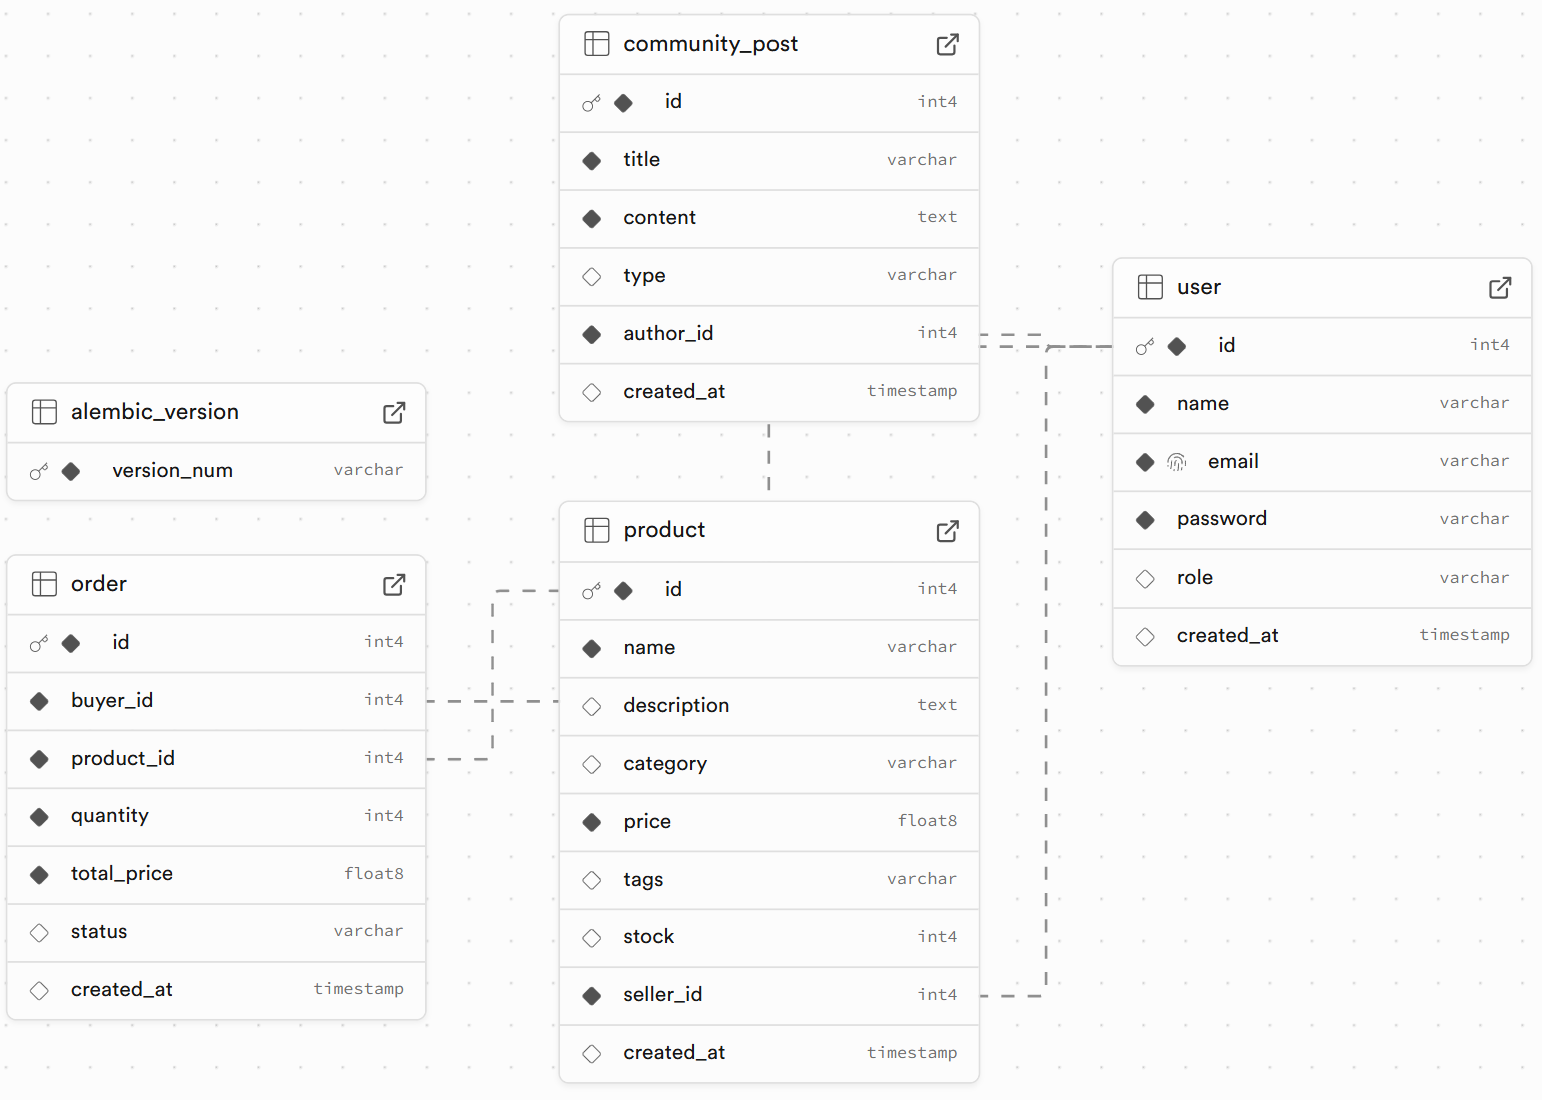 community_post
id int4
title varchar
content text
type varchar
author_id int4
created_at timestamp
user
id int4
name varchar
email varchar
password varchar
role varchar
created_at timestamp
alembic_version
version_num varchar
order
id int4
buyer_id int4
product_id int4
quantity int4
total_price float8
status varchar
created_at timestamp
product
id int4
name varchar
description text
category varchar
price float8
tags varchar
stock int4
seller_id int4
created_at timestamp